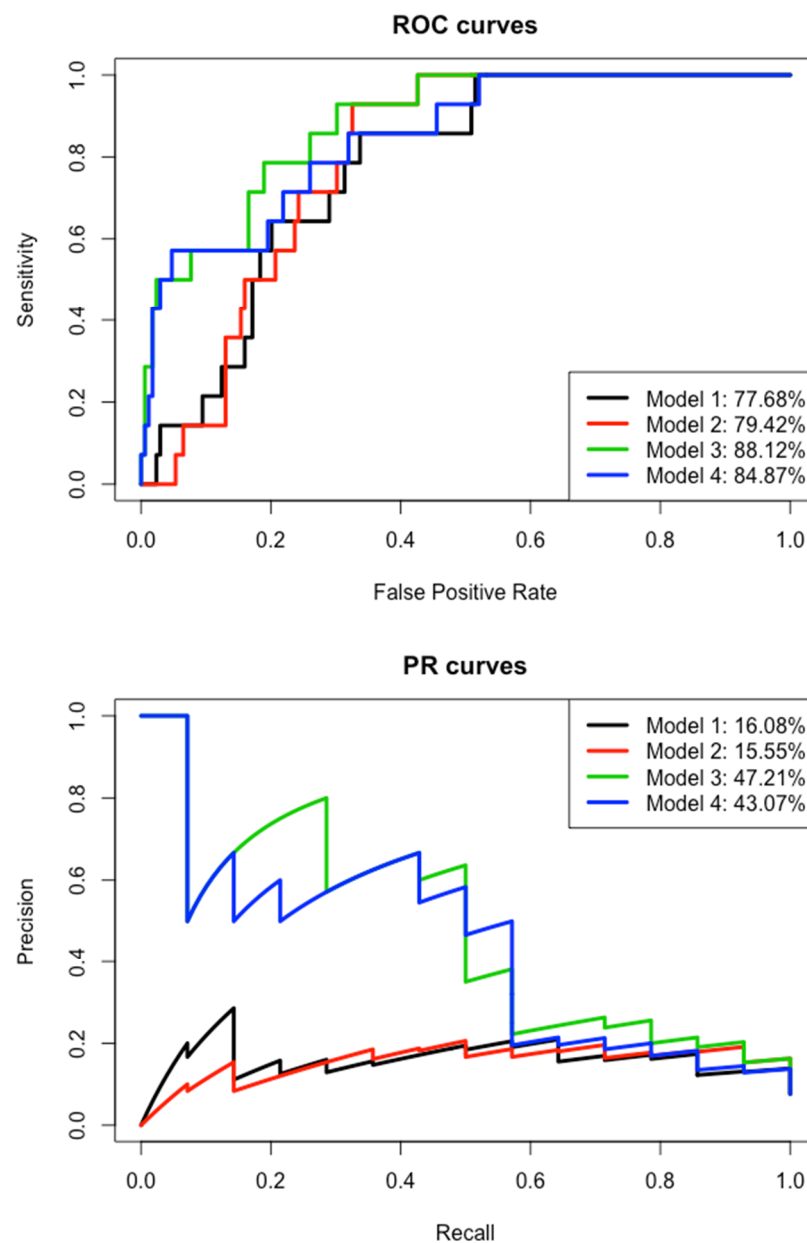 ROC curves
1.0
0.8
0.6
0.4
0.2
0.0
Sensitivity
Model 1: 77.68%
Model 2: 79.42%
Model 3: 88.12%
Model 4: 84.87%
0.0 0.2 0.4 0.6 0.8 1.0
False Positive Rate
PR curves
1.0
0.8
0.6
0.4
0.2
0.0
Precision
Model 1: 16.08%
Model 2: 15.55%
Model 3: 47.21%
Model 4: 43.07%
0.0 0.2 0.4 0.6 0.8 1.0
Recall